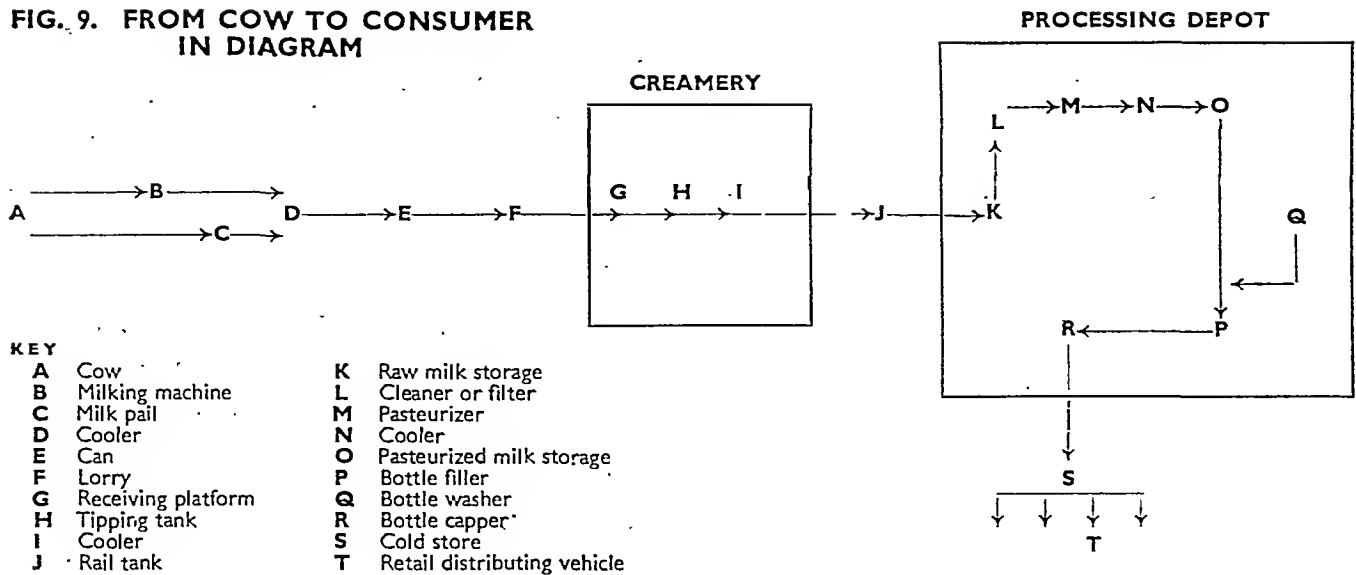 FIG. 9. FROM COW TO CONSUMER
IN DIAGRAM
PROCESSING DEPOT
CREAMERY
A
B
C
D
E
F
G
H
I
J
K
L
M
N
O
P
Q
R
S
T
KEY
A Cow
B Milking machine
C Milk pail
D Cooler
E Can
F Lorry
G Receiving platform
H Tipping tank
I Cooler
J Rail tank
K Raw milk storage
L Cleaner or filter
M Pasteurizer
N Cooler
O Pasteurized milk storage
P Bottle filler
Q Bottle washer
R Bottle capper
S Cold store
T Retail distributing vehicle